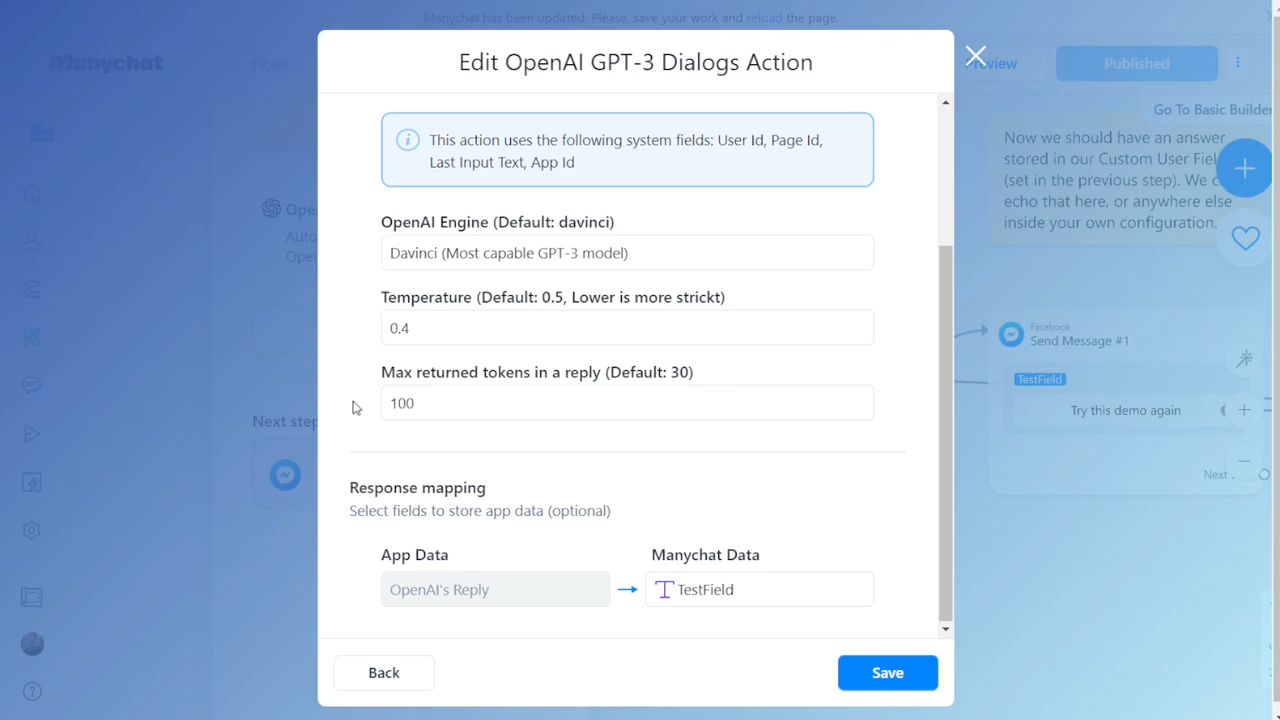 Manychat has been updated. Please, save your work and reload the page.
Manychat
Flows
Edit OpenAI GPT-3 Dialogs Action
Published
Go To Basic Builder
This action uses the following system fields: User Id, Page Id,
Last Input Text, App Id
Now we should have an answer
stored in our Custom User
(set in the previous step). We
echo that here, or anywhere else
inside your own configuration.
OpenAI Engine (Default: davinci)
Davinci (Most capable GPT-3 model)
Temperature (Default: 0.5, Lower is more strickt)
0.4
Max returned tokens in a reply (Default: 30)
100
Facebook
Send Message #1
TestField
Try this demo again
Next
Next step
Response mapping
Select fields to store app data (optional)
App Data
Manychat Data
OpenAI's Reply
TestField
Back
Save